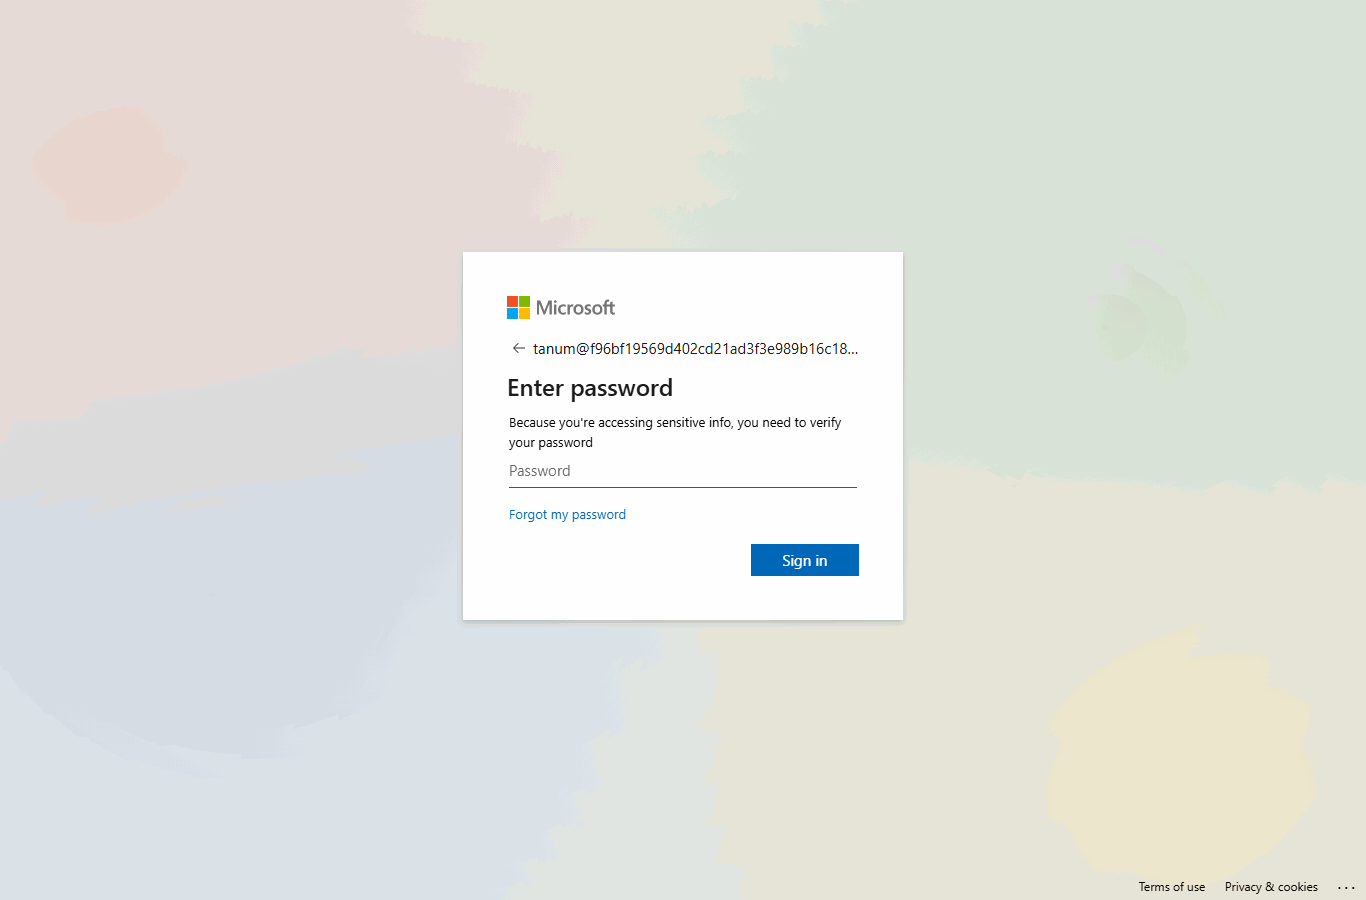 Microsoft
tanum@f96bf19569d402cd21ad3f3e989b16c18...
Enter password
Because you're accessing sensitive info, you need to verify
your password
Password
Forgot my password
Sign in
Terms of use Privacy & cookies ...